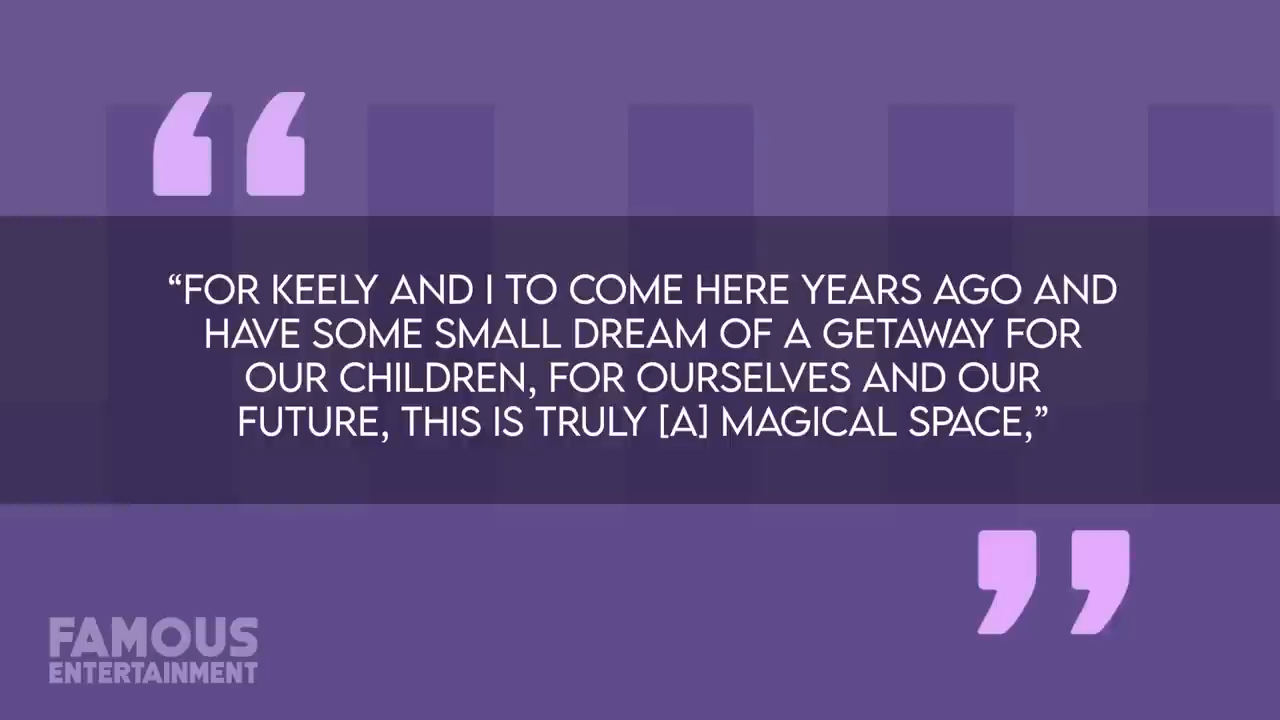 “FOR KEELY AND I TO COME HERE YEARS AGO AND
HAVE SOME SMALL DREAM OF A GETAWAY FOR
OUR CHILDREN, FOR OURSELVES AND OUR
FUTURE, THIS IS TRULY [A] MAGICAL SPACE,”
FAMOUS
ENTERTAINMENT